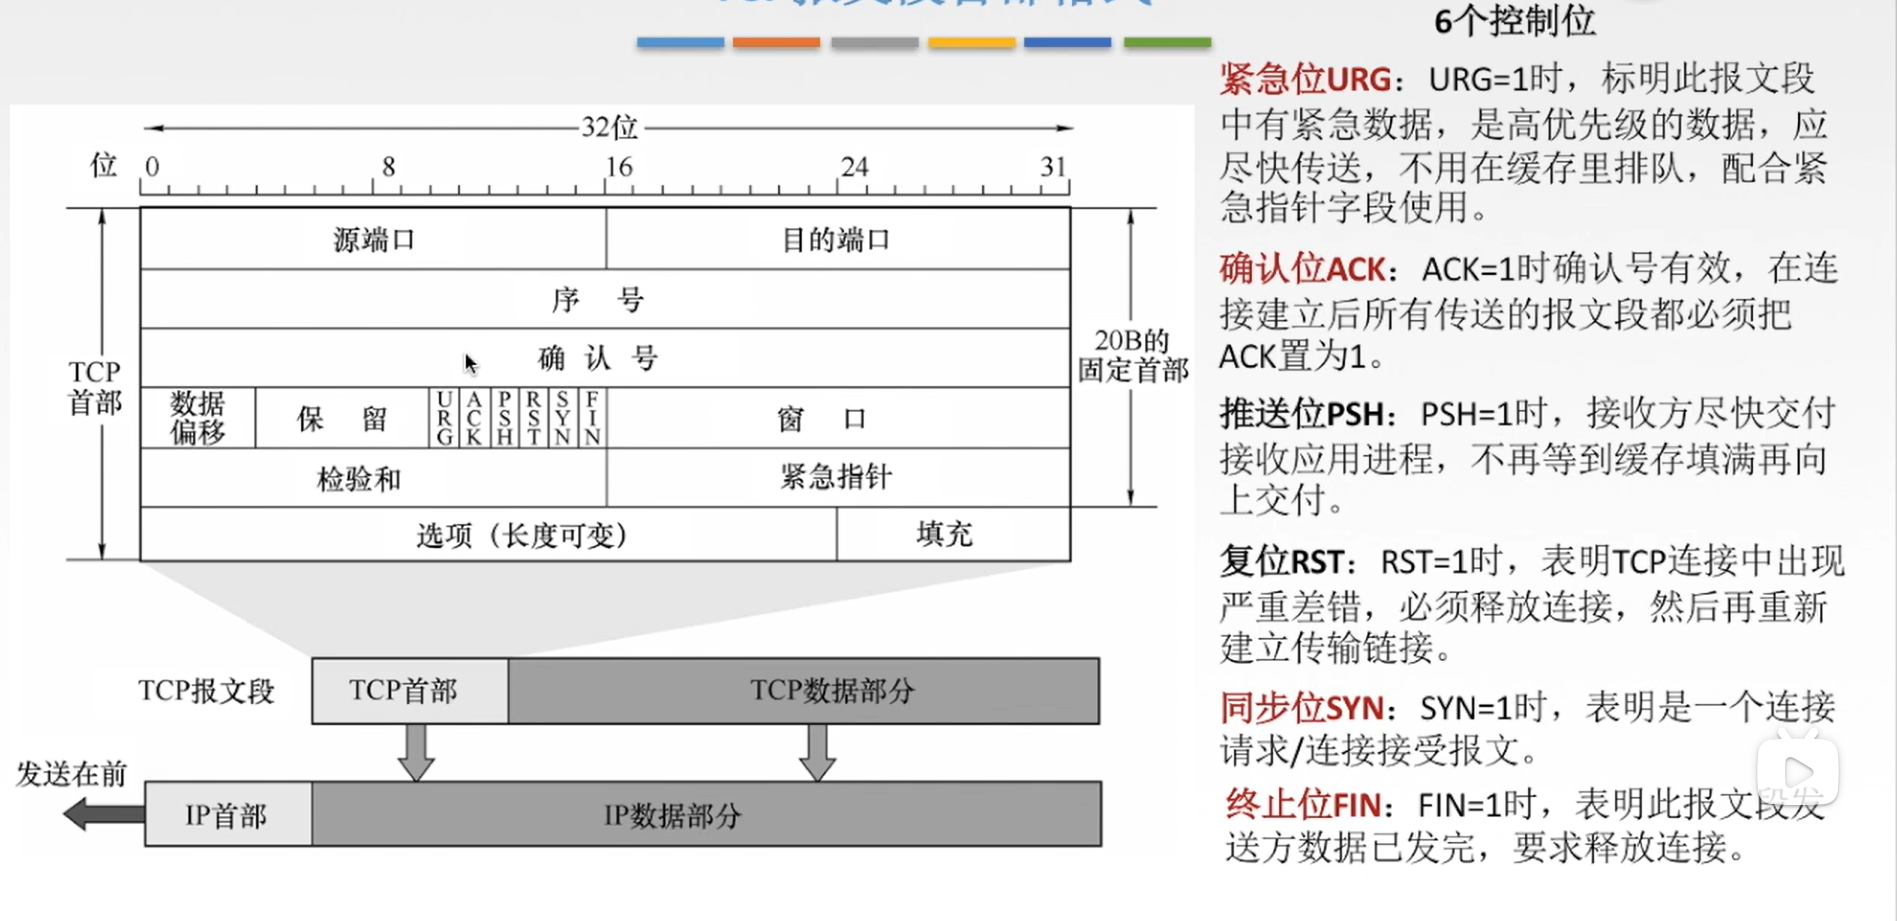 6个控制位
32位
位 0 8 16 24 31
源端口 目的端口
序 号
确 认 号
数据偏移 保 留 URG ACK PSH RST SYN FIN 窗 口
检验和 紧急指针
选项（长度可变） 填充
TCP
首部
20B的
固定首部
TCP报文段 TCP首部 TCP数据部分
发送在前
IP首部 IP数据部分
紧急位URG：URG=1时，标明此报文段
中有紧急数据，是高优先级的数据，应
尽快传送，不用在缓存里排队，配合紧
急指针字段使用。
确认位ACK：ACK=1时确认号有效，在连
接建立后所有传送的报文段都必须把
ACK置为1。
推送位PSH：PSH=1时，接收方尽快交付
接收应用进程，不再等到缓存填满再向
上交付。
复位RST：RST=1时，表明TCP连接中出现
严重差错，必须释放连接，然后再重新
建立传输链接。
同步位SYN：SYN=1时，表明是一个连接
请求/连接接受报文。
终止位FIN：FIN=1时，表明此报文段发
送方数据已发完，要求释放连接。